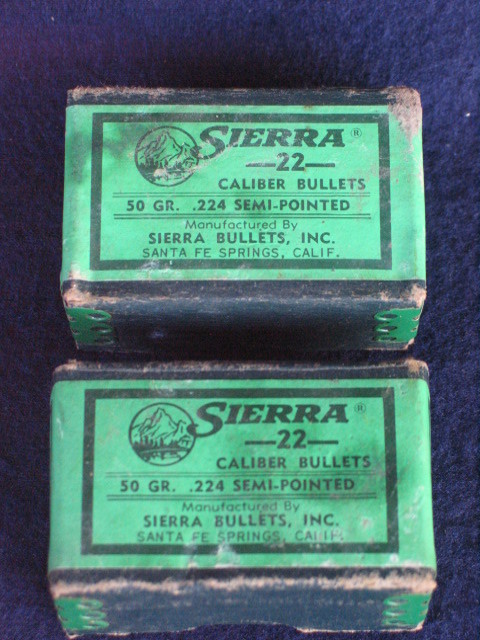 SIERRA®
—22—
CALIBER BULLETS
50 GR. .224 SEMI-POINTED
Manufactured By
SIERRA BULLETS, INC.
SANTA FE SPRINGS, CALIF.
SIERRA®
—22—
CALIBER BULLETS
50 GR. .224 SEMI-POINTED
Manufactured By
SIERRA BULLETS, INC.
SANTA FE SPRINGS, CALIF.